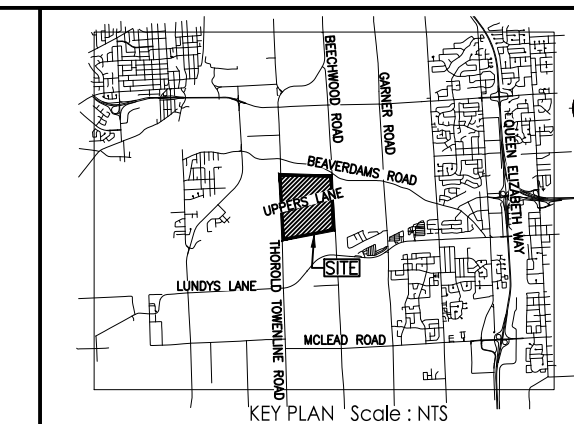 BEECHWOOD ROAD
GARNER ROAD
QUEEN ELIZABETH WAY
BEAVERDAMS ROAD
UPPERS LANE
THOROLD TOWENLINE ROAD
SITE
LUNDYS LANE
MCLEAD ROAD
KEY PLAN Scale : NTS